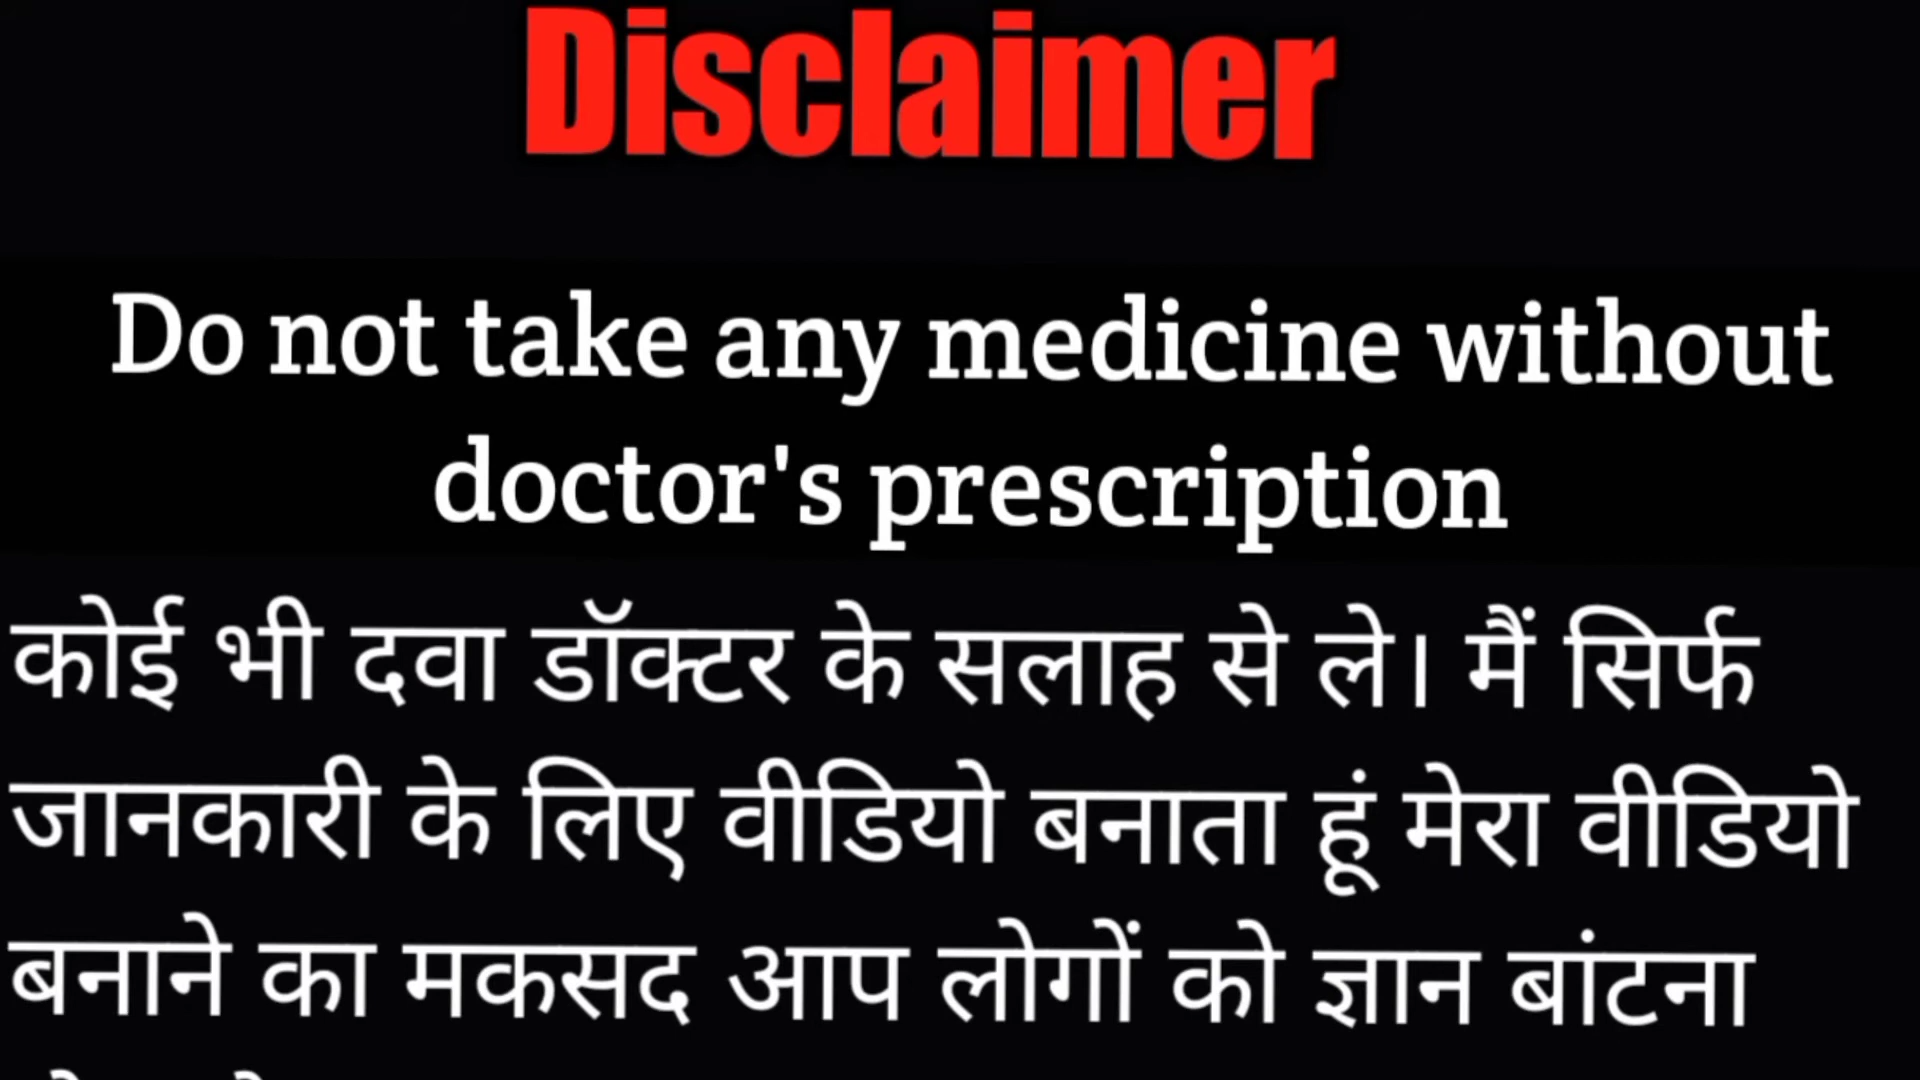 Disclaimer
Do not take any medicine without
doctor's prescription
कोई भी दवा डॉक्टर के सलाह से ले। मैं सिर्फ
जानकारी के लिए वीडियो बनाता हूं मेरा वीडियो
बनाने का मकसद आप लोगों को ज्ञान बांटना